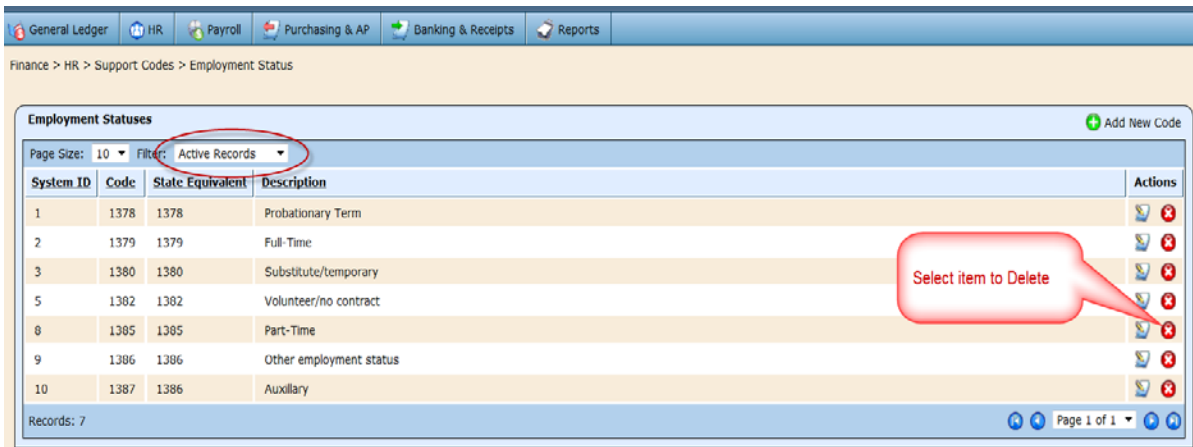 General Ledger HR Payroll Purchasing & AP Banking & Receipts Reports
Finance > HR > Support Codes > Employment Status
Employment Statuses Add New Code
Page Size: 10 Filter: Active Records
System ID Code State Equivalent Description Actions
1 1378 1378 Probationary Term
2 1379 1379 Full-Time
3 1380 1380 Substitute/temporary
Select item to Delete
5 1382 1382 Volunteer/no contract
8 1385 1385 Part-Time
9 1386 1386 Other employment status
10 1387 1386 Auxillary
Records: 7 Page 1 of 1